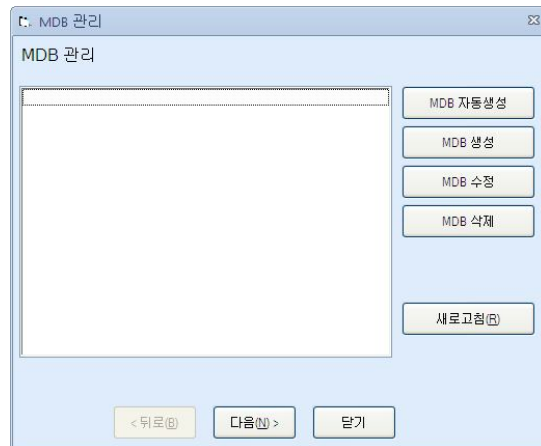 MDB 관리
MDB 관리
MDB 자동생성
MDB 생성
MDB 수정
MDB 삭제
새로고침(R)
< 뒤로(B) 다음(N) > 닫기